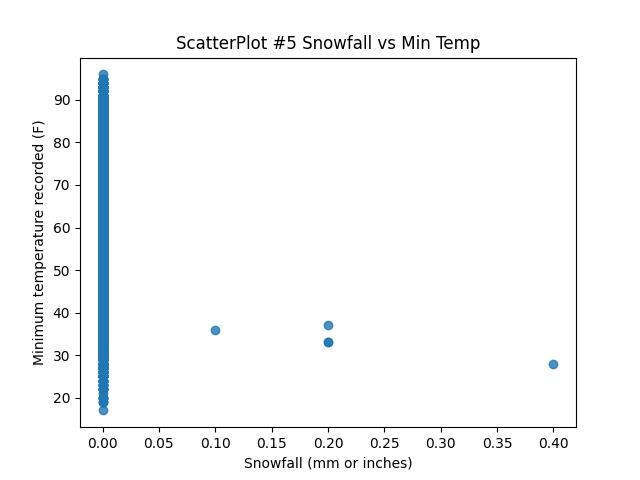 ScatterPlot #5 Snowfall vs Min Temp
90
80
70
60
50
40
30
20
Minimum temperature recorded (F)
0.00 0.05 0.10 0.15 0.20 0.25 0.30 0.35 0.40
Snowfall (mm or inches)